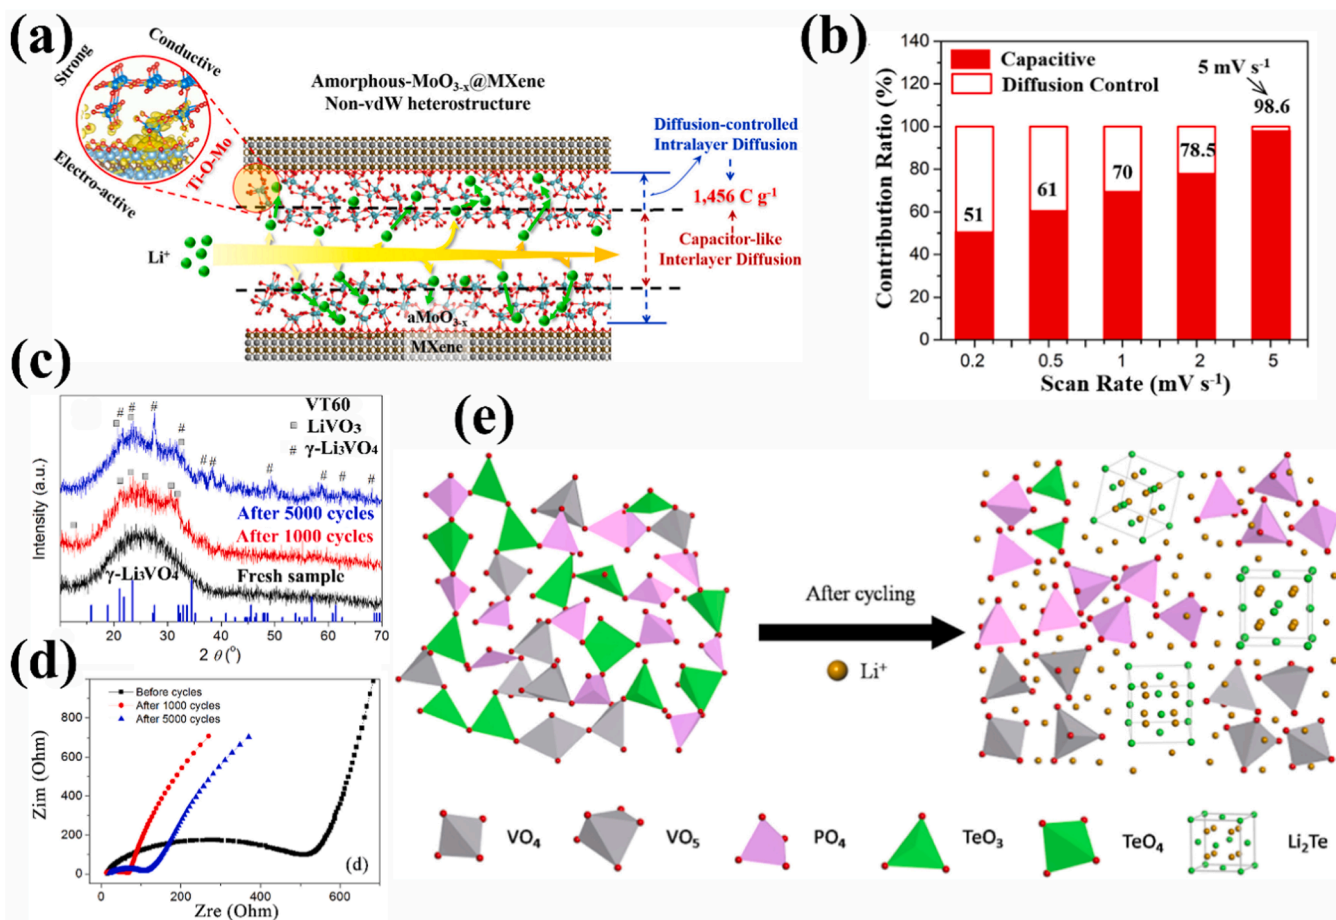 (a)
Strong
Conductive
Electro-active
Ti-O-Mo
Amorphous-MoO3-x@MXene
Non-vdW heterostructure
Diffusion-controlled
Intralayer Diffusion
1,456 C g-1
Capacitor-like
Interlayer Diffusion
Li+
aMoO3-x
MXene
(b)
Contribution Ratio (%)
140
120
100
80
60
40
20
0
Capacitive
Diffusion Control
5 mV s-1
51
61
70
78.5
98.6
0.2
0.5
1
2
5
Scan Rate (mV s-1)
(c)
Intensity (a.u.)
VT60
LiVO3
# γ-Li3VO4
# # # # # # # # # #
After 5000 cycles
After 1000 cycles
γ-Li3VO4
Fresh sample
20
30
40
50
60
70
2 θ (o)
(d)
Zim (Ohm)
800
600
400
200
0
Before cycles
After 1000 cycles
After 5000 cycles
(d)
0
200
400
600
Zre (Ohm)
(e)
After cycling
Li+
VO4
VO5
PO4
TeO3
TeO4
Li2Te